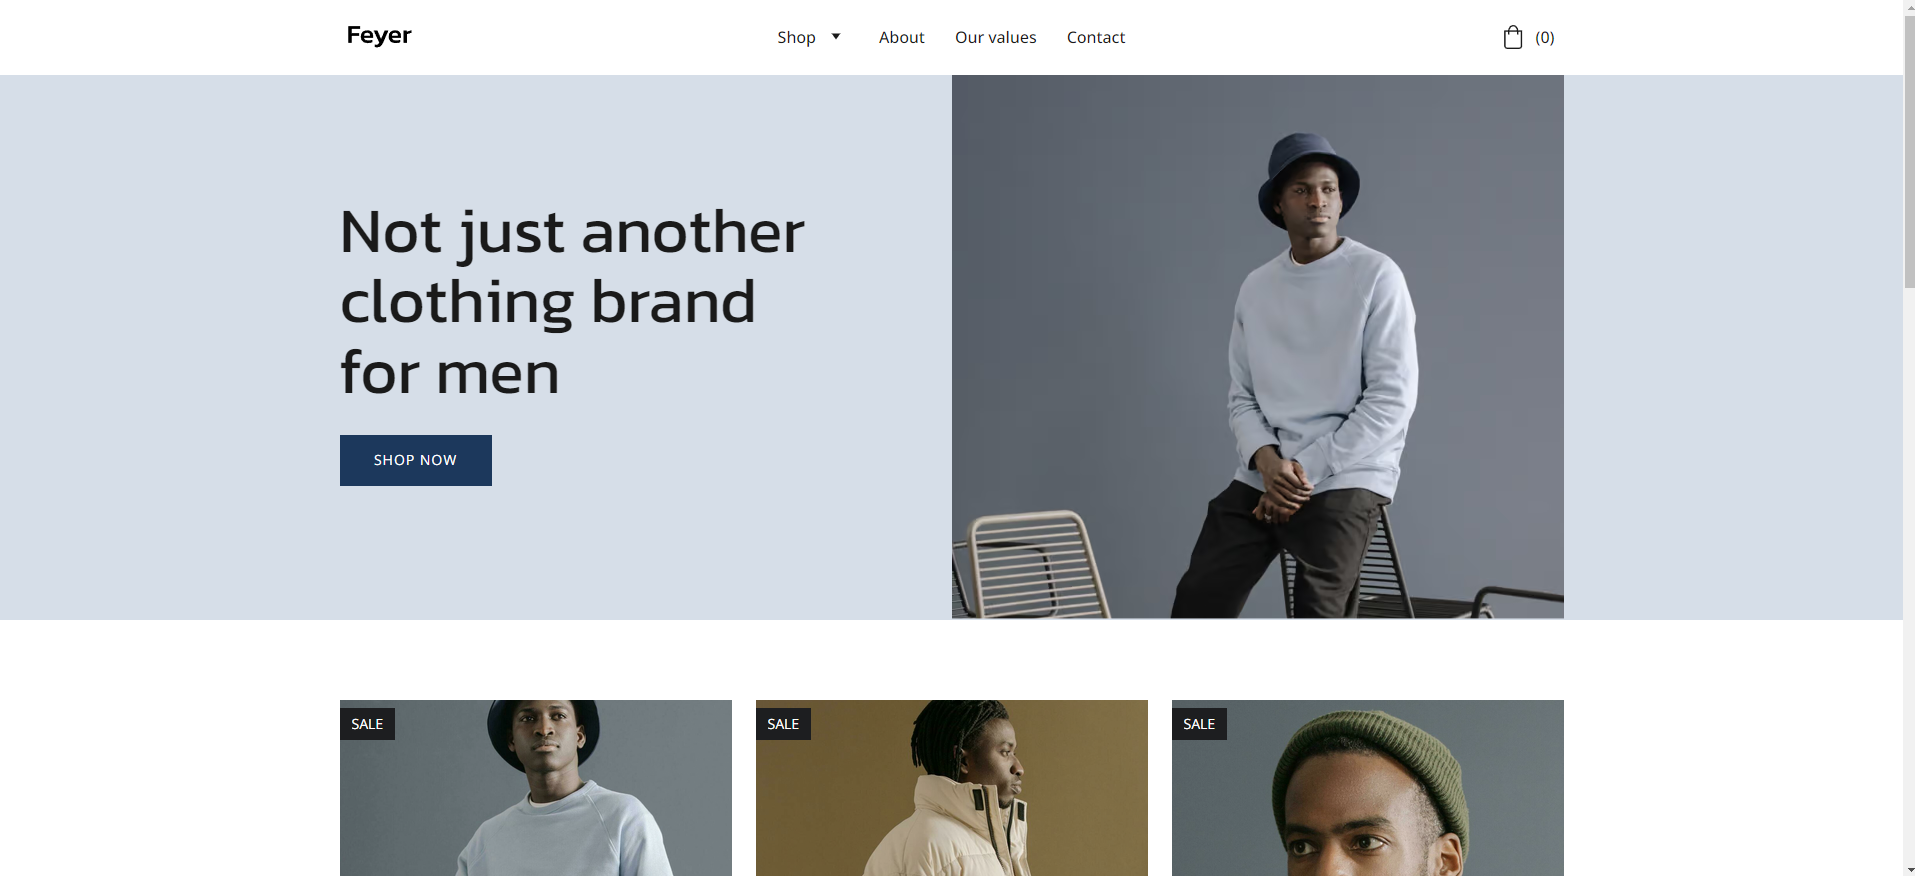 Feyer
Shop
About
Our values
Contact
(0)
Not just another
clothing brand
for men
SHOP NOW
SALE
SALE
SALE